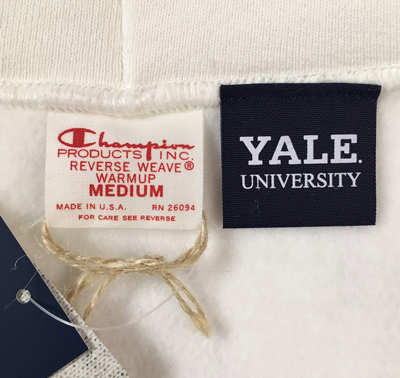 Champion
PRODUCTS INC.
REVERSE WEAVE®
WARMUP
MEDIUM
MADE IN U.S.A. RN 26094
FOR CARE SEE REVERSE
YALE.
UNIVERSITY